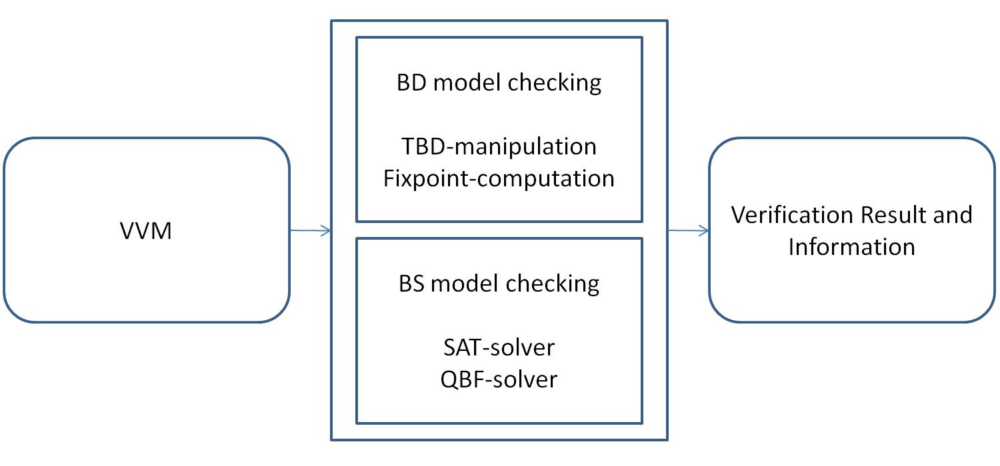 VVM
BD model checking
TBD-manipulation
Fixpoint-computation
BS model checking
SAT-solver
QBF-solver
Verification Result and
Information